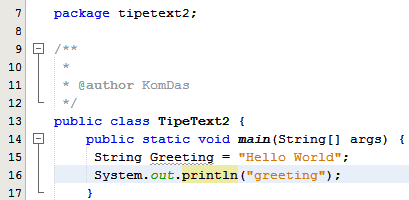 7 package tipetext2;
8
9 /**
10 *
11 * @author KomDas
12 */
13 public class TipeText2 {
14 public static void main(String[] args) {
15 String Greeting = "Hello World";
16 System.out.println("greeting");
17 }